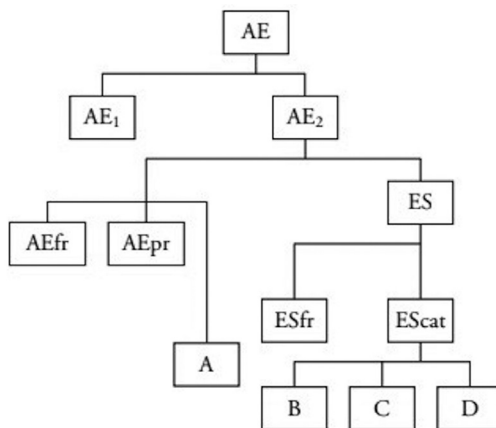 AE
AE₁ AE₂
ES
AEfr AEpr
ESfr EScat
A
B C D